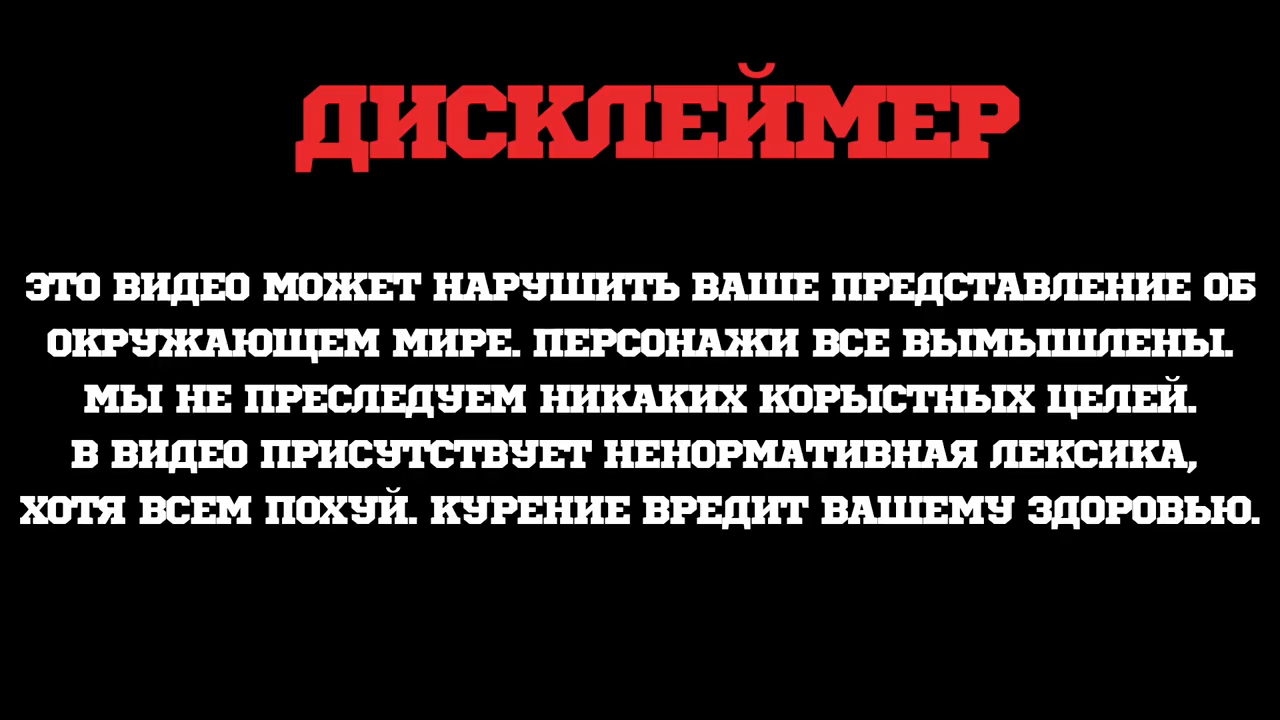 ДИСКЛЕЙМЕР
ЭТО ВИДЕО МОЖЕТ НАРУШИТЬ ВАШЕ ПРЕДСТАВЛЕНИЕ ОБ
ОКРУЖАЮЩЕМ МИРЕ. ПЕРСОНАЖИ ВСЕ ВЫМЫШЛЕНЫ.
МЫ НЕ ПРЕСЛЕДУЕМ НИКАКИХ КОРЫСТНЫХ ЦЕЛЕЙ.
В ВИДЕО ПРИСУТСТВУЕТ НЕНОРМАТИВНАЯ ЛЕКСИКА,
ХОТЯ ВСЕМ ПОХУЙ. КУРЕНИЕ ВРЕДИТ ВАШЕМУ ЗДОРОВЬЮ.